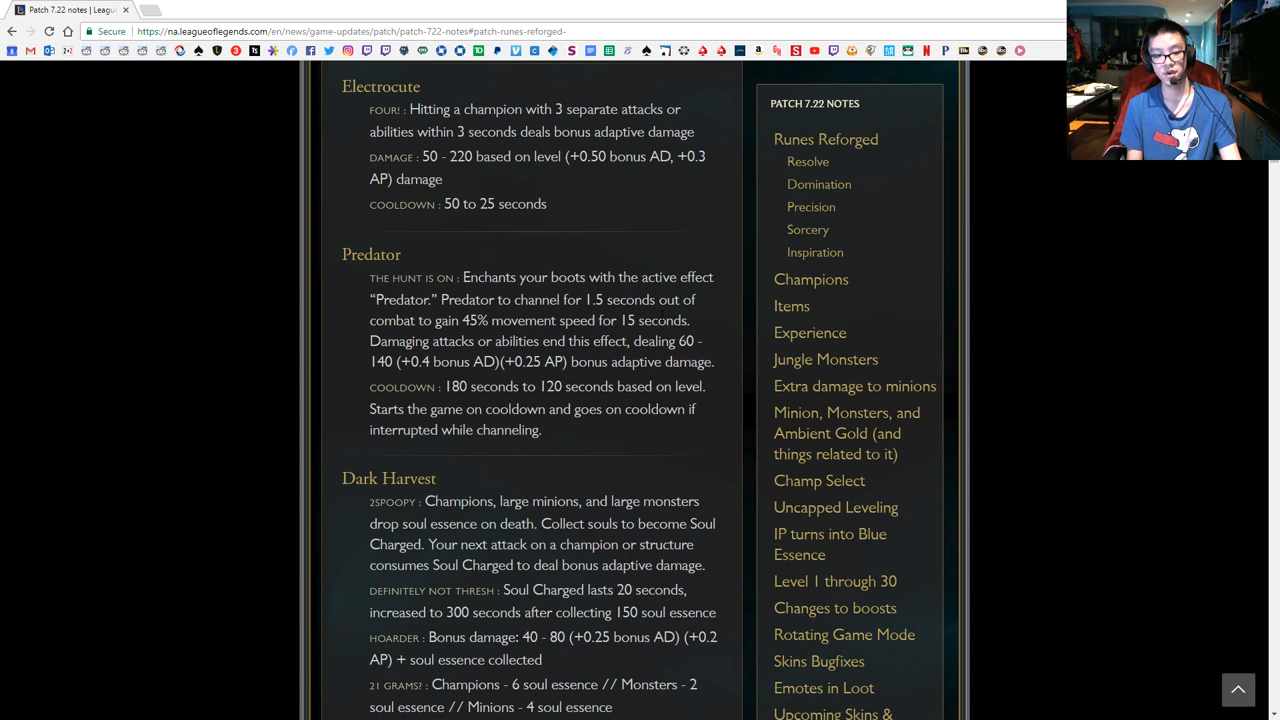 Patch 7.22 notes | Leagu
Secure
https://na.leagueoflegends.com/en/news/game-updates/patch/patch-722-notes#patch-runes-reforged-
Electrocute
FOUR! : Hitting a champion with 3 separate attacks or
abilities within 3 seconds deals bonus adaptive damage
DAMAGE : 50 - 220 based on level (+0.50 bonus AD, +0.3
AP) damage
COOLDOWN : 50 to 25 seconds
Predator
THE HUNT IS ON : Enchants your boots with the active effect
“Predator.” Predator to channel for 1.5 seconds out of
combat to gain 45% movement speed for 15 seconds.
Damaging attacks or abilities end this effect, dealing 60 -
140 (+0.4 bonus AD)(+0.25 AP) bonus adaptive damage.
COOLDOWN : 180 seconds to 120 seconds based on level.
Starts the game on cooldown and goes on cooldown if
interrupted while channeling.
Dark Harvest
2SPOOPY : Champions, large minions, and large monsters
drop soul essence on death. Collect souls to become Soul
Charged. Your next attack on a champion or structure
consumes Soul Charged to deal bonus adaptive damage.
DEFINITELY NOT THRESH : Soul Charged lasts 20 seconds,
increased to 300 seconds after collecting 150 soul essence
HOARDER : Bonus damage: 40 - 80 (+0.25 bonus AD) (+0.2
AP) + soul essence collected
21 GRAMS? : Champions - 6 soul essence // Monsters - 2
soul essence // Minions - 4 soul essence
PATCH 7.22 NOTES
Runes Reforged
Resolve
Domination
Precision
Sorcery
Inspiration
Champions
Items
Experience
Jungle Monsters
Extra damage to minions
Minion, Monsters, and
Ambient Gold (and
things related to it)
Champ Select
Uncapped Leveling
IP turns into Blue
Essence
Level 1 through 30
Changes to boosts
Rotating Game Mode
Skins Bugfixes
Emotes in Loot
Upcoming Skins &